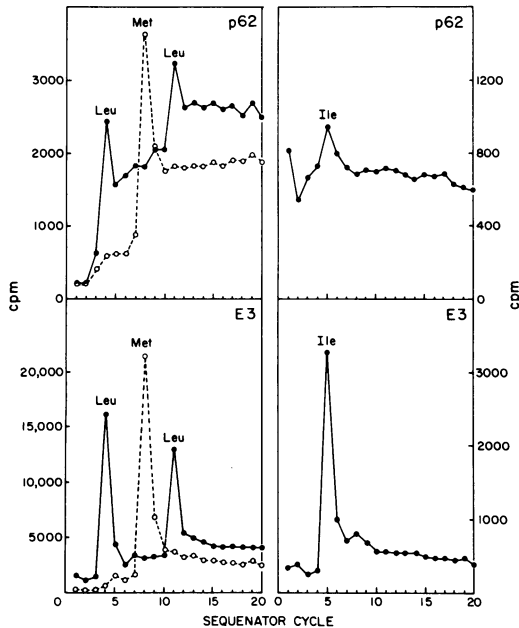 p62
p62
Met
Leu
Leu
Ile
3000
2000
1000
0
1200
800
400
0
cpm
cpm
E3
E3
Met
Leu
Leu
Ile
20,000
15,000
10,000
5000
3000
2000
1000
0 5 10 15 20
0 5 10 15 20
SEQUENATOR CYCLE